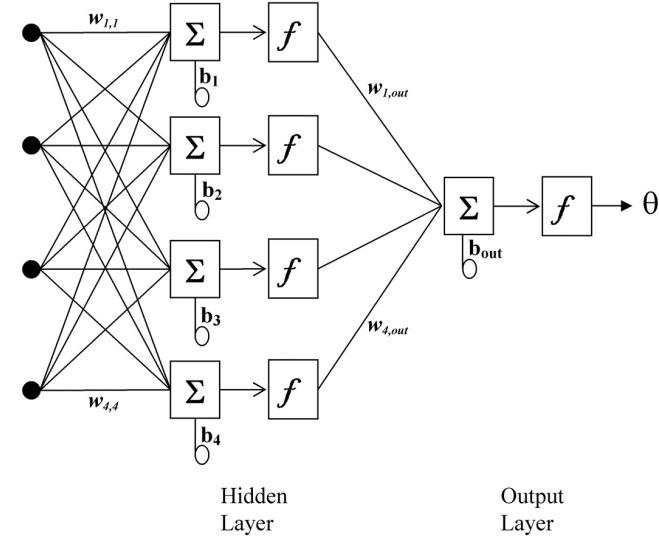 w1,1
Σ
f
b1
w1,out
Σ
f
b2
Σ
f
θ
bout
Σ
f
b3
w4,out
Σ
f
w4,4
b4
Hidden
Layer
Output
Layer